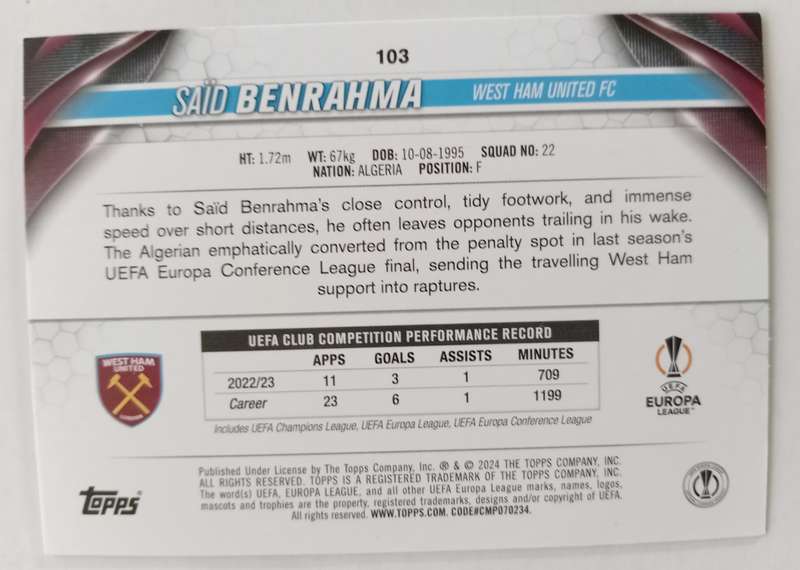 103
SAÏD BENRAHMA WEST HAM UNITED FC
HT: 1.72m WT: 67kg DOB: 10-08-1995 SQUAD NO: 22
NATION: ALGERIA POSITION: F
Thanks to Saïd Benrahma's close control, tidy footwork, and immense
speed over short distances, he often leaves opponents trailing in his wake.
The Algerian emphatically converted from the penalty spot in last season's
UEFA Europa Conference League final, sending the travelling West Ham
support into raptures.
UEFA CLUB COMPETITION PERFORMANCE RECORD
APPS GOALS ASSISTS MINUTES
2022/23 11 3 1 709
Career 23 6 1 1199
Includes UEFA Champions League, UEFA Europa League, UEFA Europa Conference League
WEST HAM
UNITED
LONDON
UEFA
EUROPA
LEAGUE™
Topps®
Published Under License by The Topps Company, Inc. ® & © 2024 THE TOPPS COMPANY, INC.
ALL RIGHTS RESERVED. TOPPS IS A REGISTERED TRADEMARK OF THE TOPPS COMPANY, INC.
The word(s) UEFA, EUROPA LEAGUE, and all other UEFA Europa League marks, names, logos,
mascots and trophies are the property, registered trademarks, designs and/or copyright of UEFA.
All rights reserved. WWW.TOPPS.COM. CODE#CMP070234.